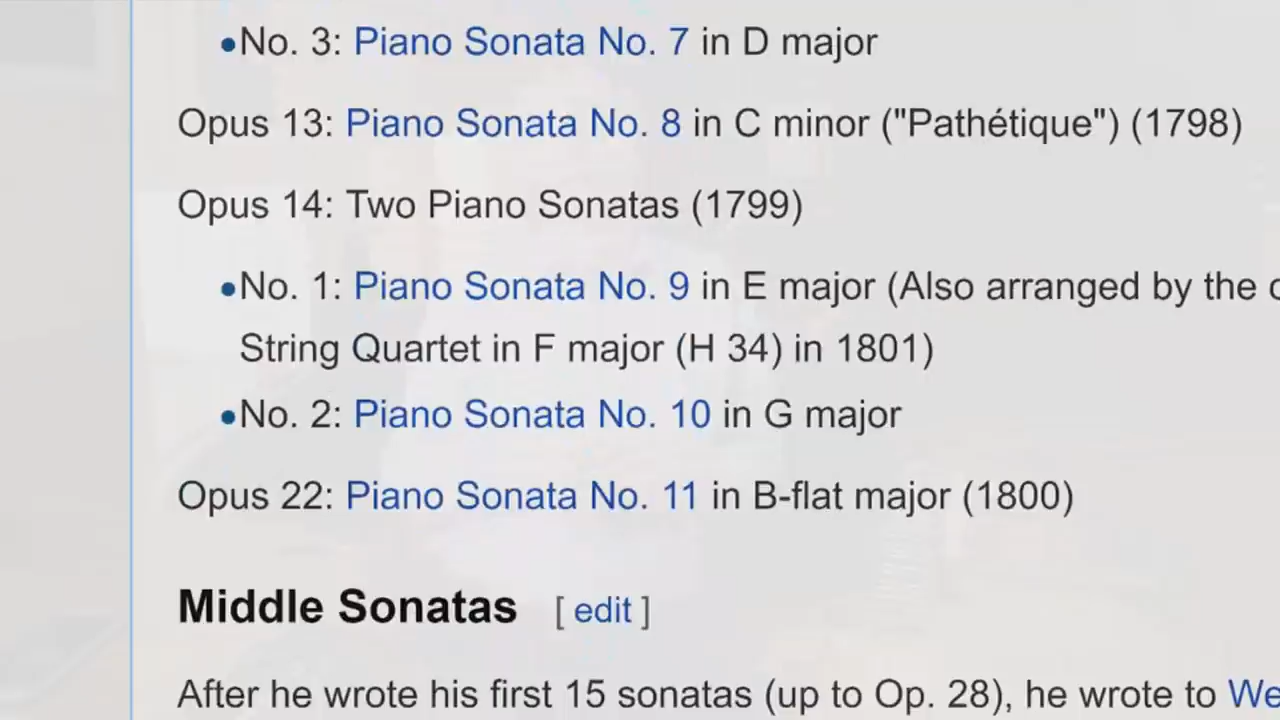 •No. 3: Piano Sonata No. 7 in D major
Opus 13: Piano Sonata No. 8 in C minor ("Pathétique") (1798)
Opus 14: Two Piano Sonatas (1799)
•No. 1: Piano Sonata No. 9 in E major (Also arranged by the
String Quartet in F major (H 34) in 1801)
•No. 2: Piano Sonata No. 10 in G major
Opus 22: Piano Sonata No. 11 in B-flat major (1800)
Middle Sonatas [ edit ]
After he wrote his first 15 sonatas (up to Op. 28), he wrote to